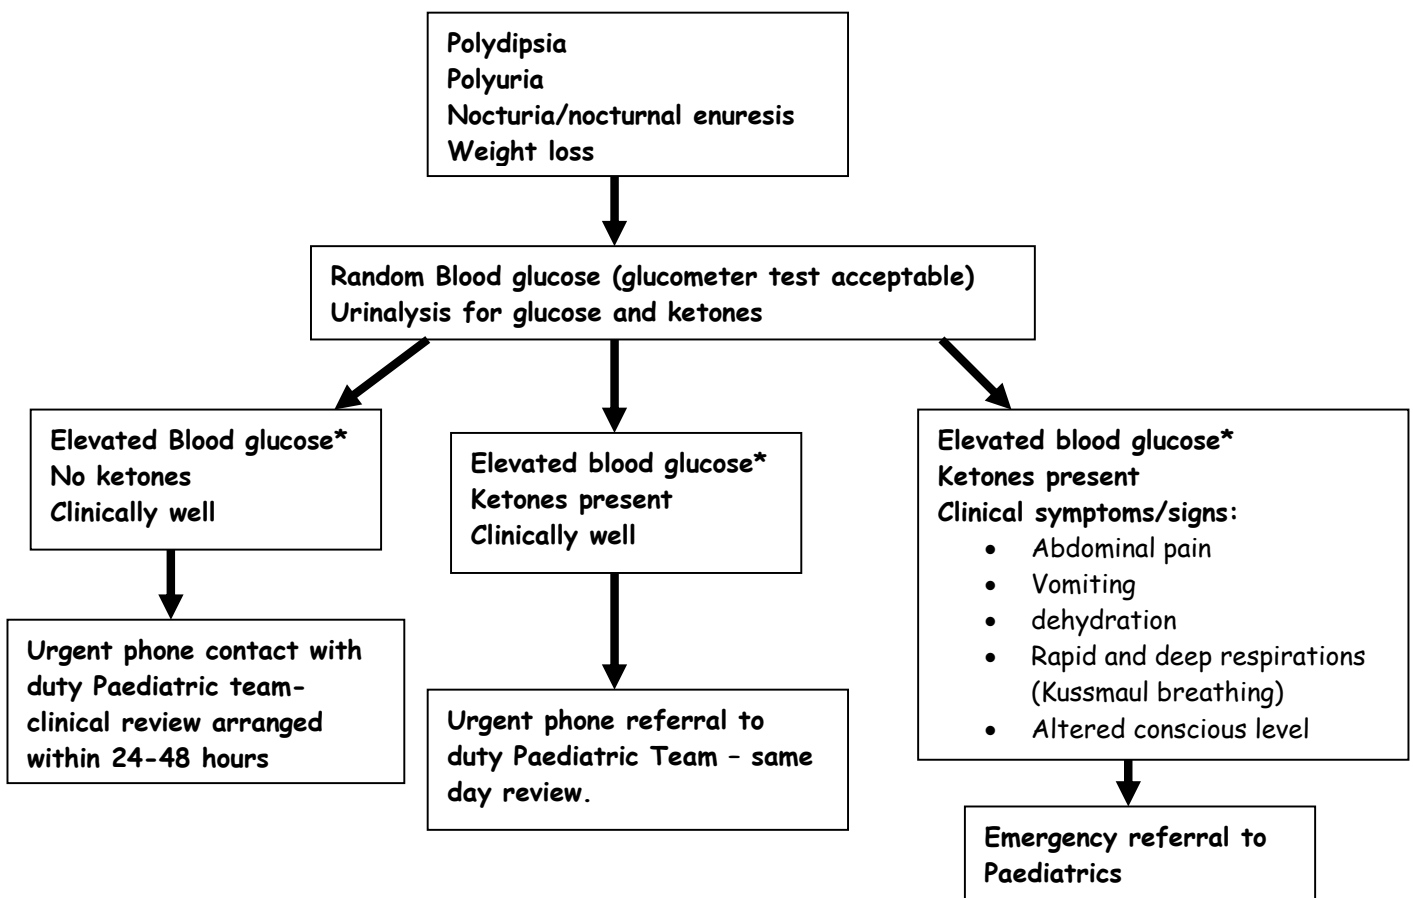 Polydipsia
Polyuria
Nocturia/nocturnal enuresis
Weight loss
Random Blood glucose (glucometer test acceptable)
Urinalysis for glucose and ketones
Elevated Blood glucose*
No ketones
Clinically well
Elevated blood glucose*
Ketones present
Clinically well
Elevated blood glucose*
Ketones present
Clinical symptoms/signs:
• Abdominal pain
• Vomiting
• dehydration
• Rapid and deep respirations
(Kussmaul breathing)
• Altered conscious level
Urgent phone contact with
duty Paediatric team-
clinical review arranged
within 24-48 hours
Urgent phone referral to
duty Paediatric Team – same
day review.
Emergency referral to
Paediatrics